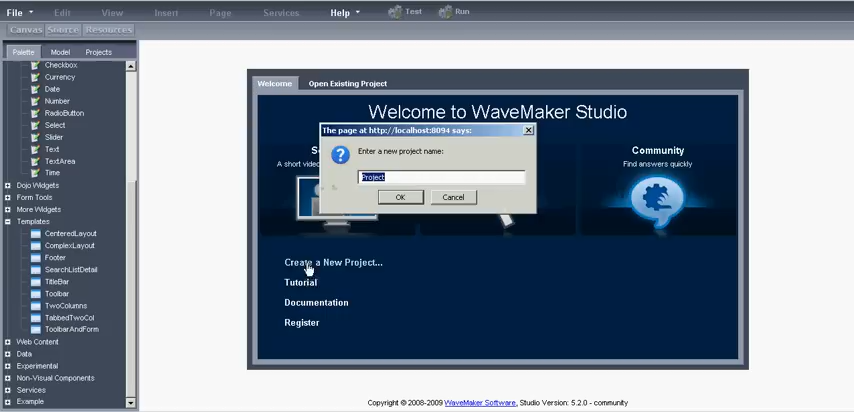 File Edit View Insert Page Services Help Test Run
Canvas Source Resources
Palette Model Projects
Checkbox
Currency
Date
Number
RadioButton
Select
Slider
Text
TextArea
Time
Dojo Widgets
Form Tools
More Widgets
Templates
CenteredLayout
ComplexLayout
Footer
SearchListDetail
TitleBar
Toolbar
TwoColumns
TabbedTwoCol
ToolbarAndForm
Web Content
Data
Experimental
Non-Visual Components
Services
Example
Welcome Open Existing Project
Welcome to WaveMaker Studio
The page at http://localhost:8094 says:
Enter a new project name:
Project
OK Cancel
A short video
Community
Find answers quickly
Create a New Project...
Tutorial
Documentation
Register
Copyright © 2008-2009 WaveMaker Software, Studio Version: 5.2.0 - community